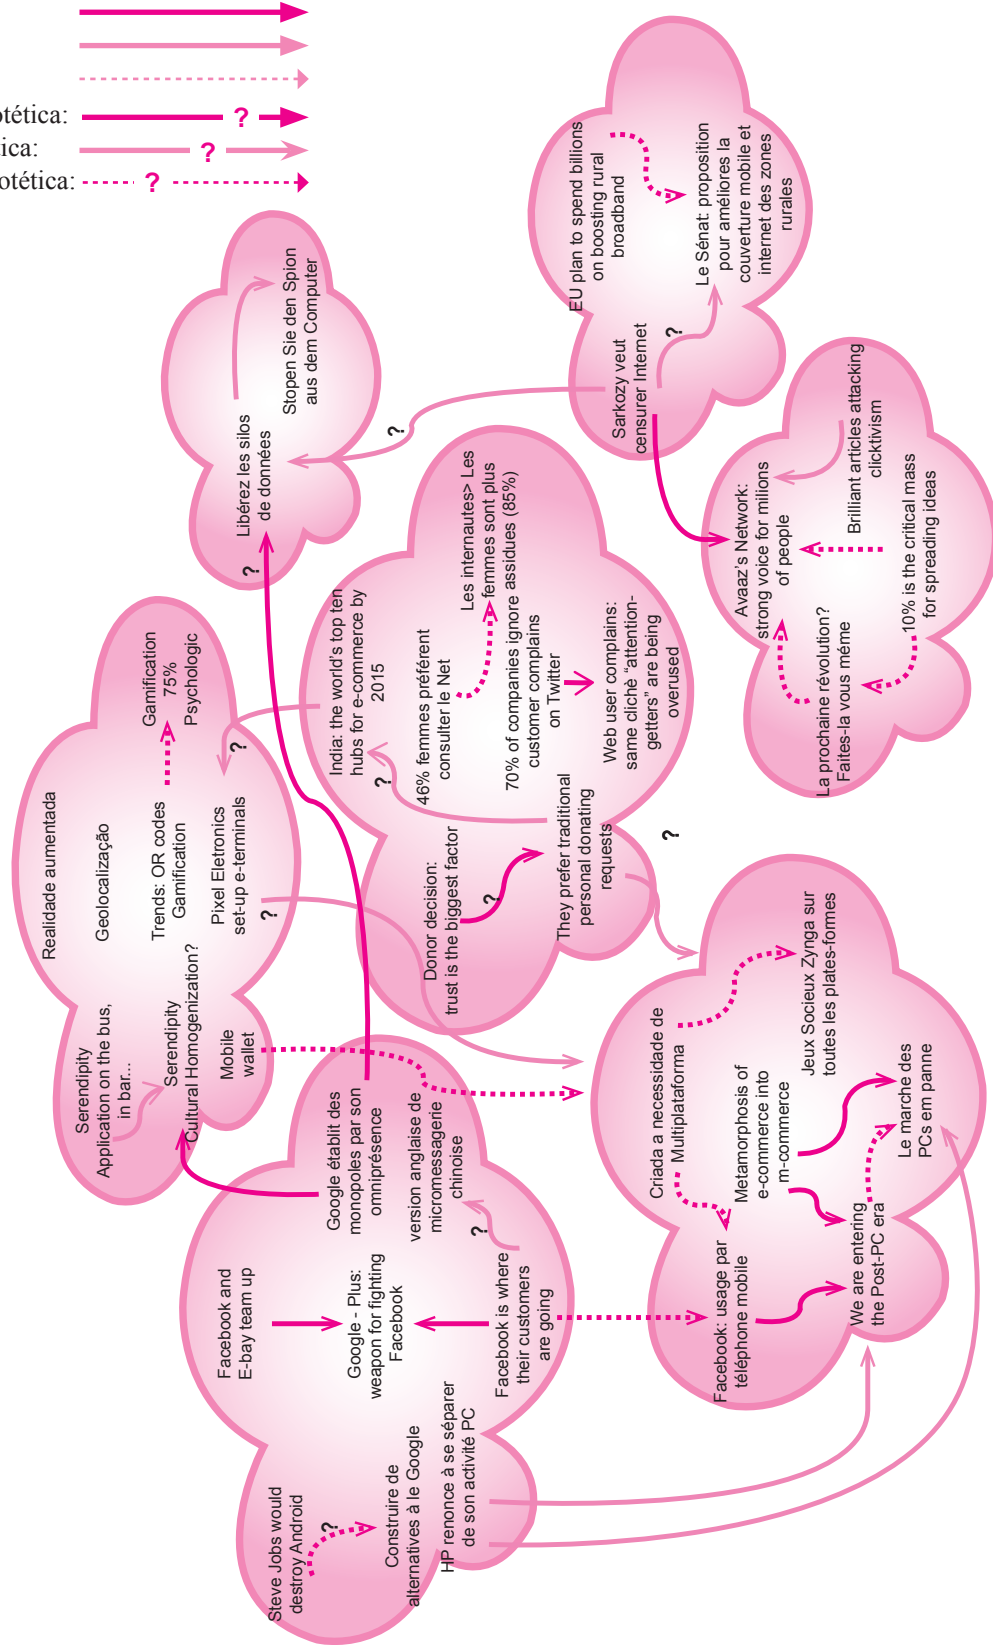 otética:
?
tica:
?
otética:
?
EU plan to spend billions
on boosting rural
broadband
Le Sénat: proposition
pour améliores la
couverture mobile et
internet des zones
rurales
Sarkozy veut
censurer Internet
?
Libérez les silos
de données
Stopen Sie den Spion
aus dem Computer
?
?
Avaaz's Network:
strong voice for milions
of people
Brilliant articles attacking
clicktivism
La prochaine révolution?
Faites-la vous même
10% is the critical mass
for spreading ideas
India: the world's top ten
hubs for e-commerce by
2015
46% femmes préférent
consulter le Net
Les internautes> Les
femmes sont plus
assidues (85%)
70% of companies ignore
customer complains
on Twitter
Web user complains:
same clichè "attention-
getters" are being
overused
Donor decision:
trust is the biggest factor
?
They prefer traditional
personal donating
requests
?
?
Realidade aumentada
Geolocalização
Trends: OR codes
Gamification
Gamification
75%
Psychologic
Pixel Eletronics
set-up e-terminals
?
?
Serendipity
Application on the bus,
in bar...
Serendipity
Cultural Homogenization?
Mobile
wallet
Google établit des
monopoles par son
omniprésence
version anglaise de
micromessagerie
chinoise
?
Facebook and
E-bay team up
Google - Plus:
weapon for fighting
Facebook
Facebook is where
their customers
are going
Steve Jobs would
destroy Android
?
Construire de
alternatives à le Google
HP renonce à se séparer
de son activité PC
Criada a necessidade de
Multiplataforma
Jeux Socieux Zynga sur
toutes les plates-formes
Metamorphosis of
e-commerce into
m-commerce
Facebook: usage par
téléphone mobile
Le marche des
PCs em panne
We are entering
the Post-PC era